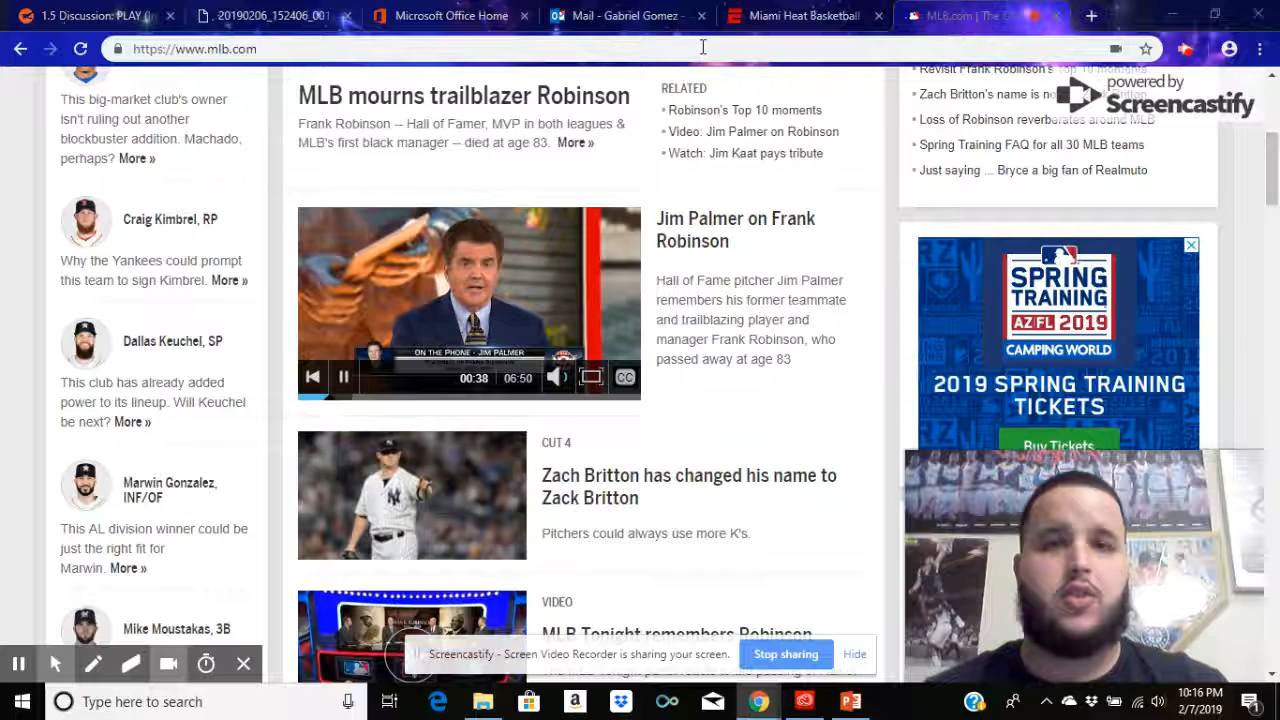 1.5 Discussion: PLAY (In
20190206_152406_001
Microsoft Office Home
Mail - Gabriel Gomez -
Miami Heat Basketball
MLB.com | The O
https://www.mlb.com
This big-market club's owner
isn't ruling out another
blockbuster addition. Machado,
perhaps? More »
Craig Kimbrel, RP
Why the Yankees could prompt
this team to sign Kimbrel. More »
Dallas Keuchel, SP
This club has already added
power to its lineup. Will Keuchel
be next? More »
Marwin Gonzalez,
INF/OF
This AL division winner could be
just the right fit for
Marwin. More »
Mike Moustakas, 3B
MLB mourns trailblazer Robinson
Frank Robinson -- Hall of Famer, MVP in both leagues &
MLB's first black manager -- died at age 83. More »
RELATED
Robinson's Top 10 moments
Video: Jim Palmer on Robinson
Watch: Jim Kaat pays tribute
ON THE PHONE - JIM PALMER
00:38 06:50 CC
Jim Palmer on Frank
Robinson
Hall of Fame pitcher Jim Palmer
remembers his former teammate
and trailblazing player and
manager Frank Robinson, who
passed away at age 83
CUT 4
Zach Britton has changed his name to
Zack Britton
Pitchers could always use more K's.
VIDEO
MLB Tonight remembers Robinson
Revisit Frank Robinson's Top 10 moments
Zach Britton's name is Britton
Loss of Robinson reverberates around MLB
Spring Training FAQ for all 30 MLB teams
Just saying ... Bryce a big fan of Realmuto
powered by
Screencastify
SPRING
TRAINING
AZ/FL 2019
CAMPING WORLD
2019 SPRING TRAINING
TICKETS
Buy Tickets
Screencastify - Screen Video Recorder is sharing your screen.
Stop sharing
Hide
Type here to search
10:16 PM
2/7/2019